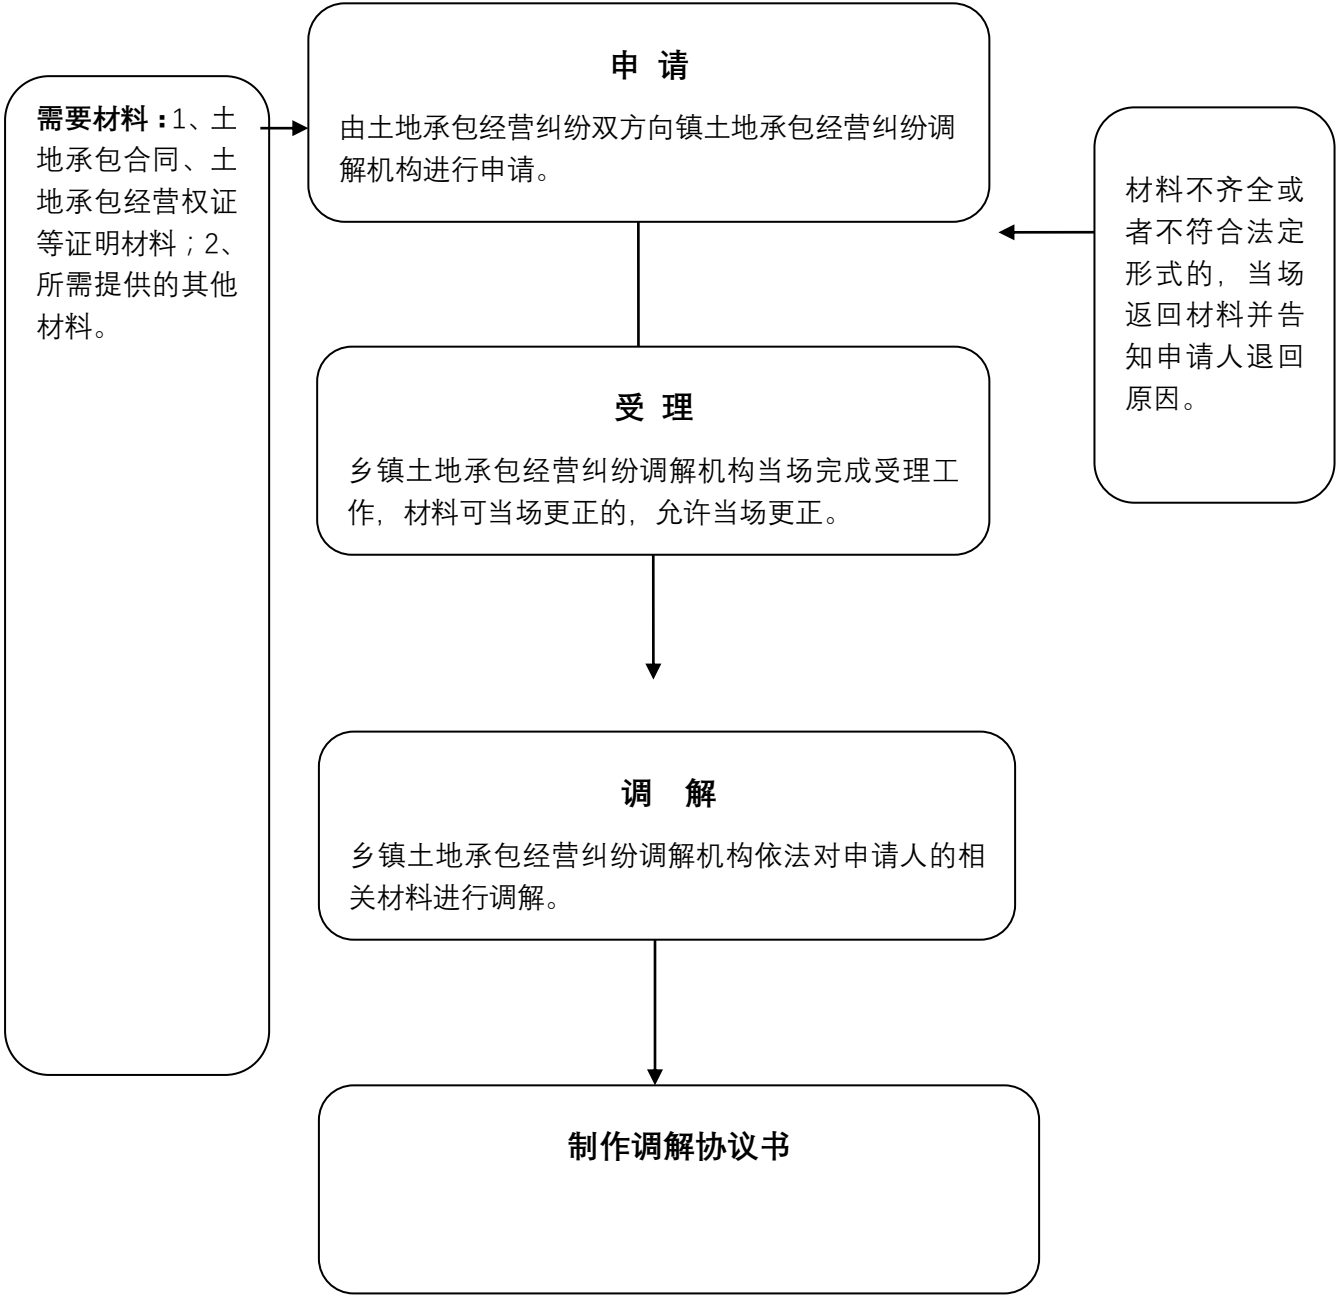 申 请
由土地承包经营纠纷双方向镇土地承包经营纠纷调
解机构进行申请。
需要材料：1、土
地承包合同、土
地承包经营权证
等证明材料；2、
所需提供的其他
材料。
材料不齐全或
者不符合法定
形式的，当场
返回材料并告
知申请人退回
原因。
受 理
乡镇土地承包经营纠纷调解机构当场完成受理工
作，材料可当场更正的，允许当场更正。
调 解
乡镇土地承包经营纠纷调解机构依法对申请人的相
关材料进行调解。
制作调解协议书